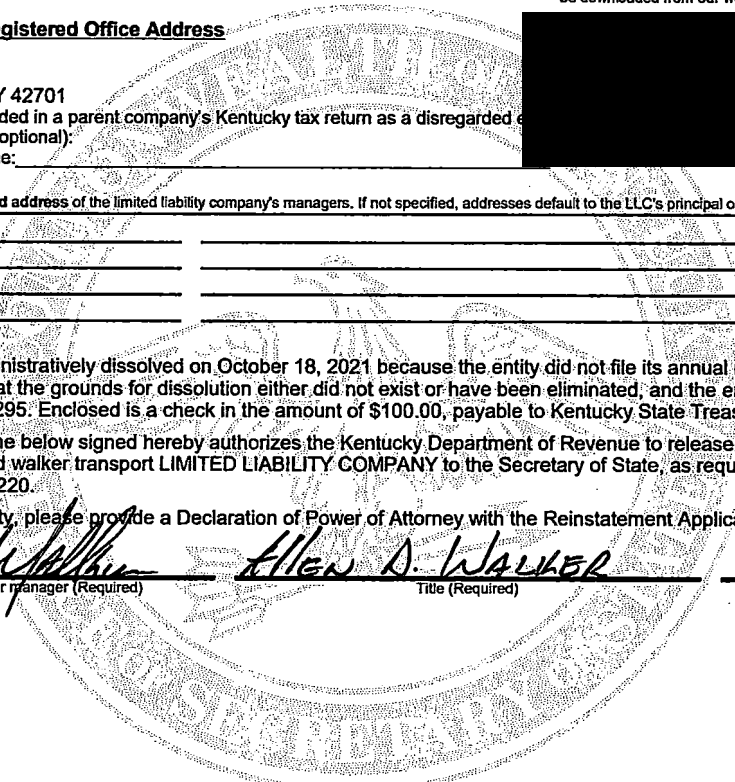 gistered Office Address
Y 42701
ded in a parent company's Kentucky tax return as a disregarded e
optional):
e:
d address of the limited liability company's managers. If not specified, addresses default to the LLC's principal o
nistratively dissolved on October 18, 2021 because the entity did not file its annual
at the grounds for dissolution either did not exist or have been eliminated, and the e
295. Enclosed is a check in the amount of $100.00, payable to Kentucky State Treas
ne below signed hereby authorizes the Kentucky Department of Revenue to release
d walker transport LIMITED LIABILITY COMPANY to the Secretary of State, as requ
220.
ty, please provide a Declaration of Power of Attorney with the Reinstatement Applica
Allen D. Walker
r manager (Required) Title (Required)
SECRETARY OF STATE